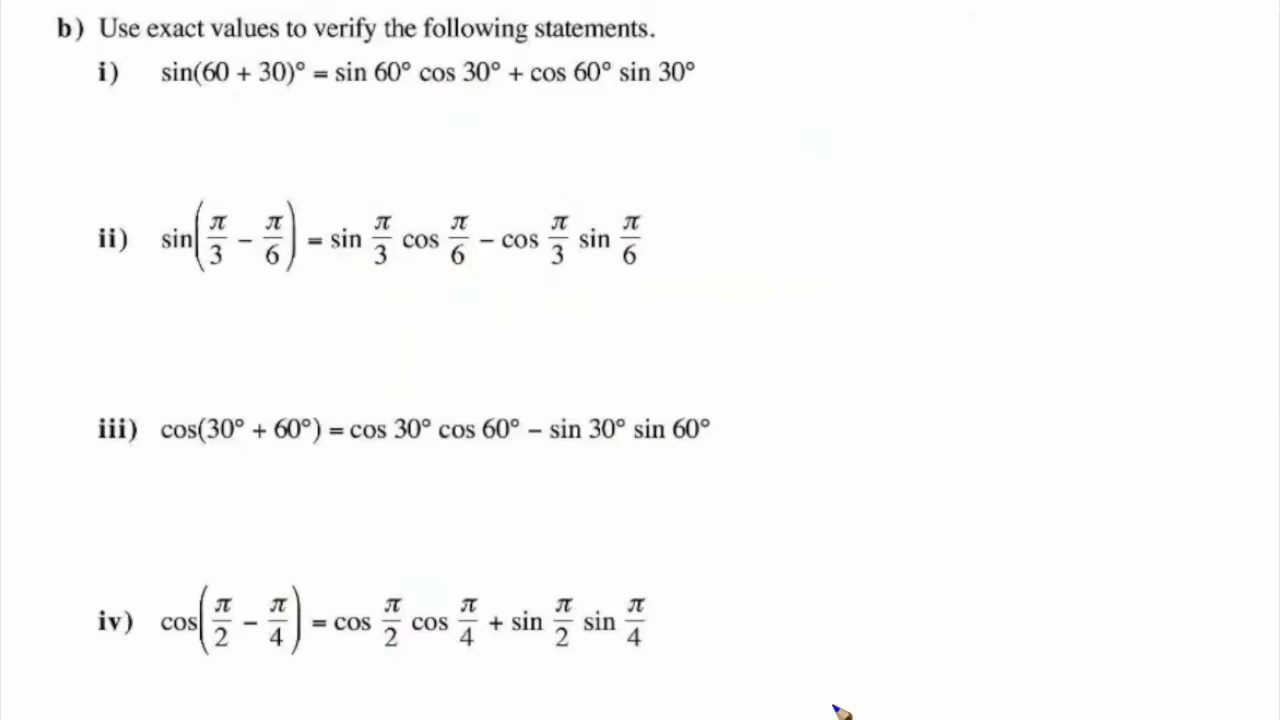 b) Use exact values to verify the following statements.
i) sin(60 + 30)° = sin 60° cos 30° + cos 60° sin 30°
ii) sin(π/3 − π/6) = sin π/3 cos π/6 − cos π/3 sin π/6
iii) cos(30° + 60°) = cos 30° cos 60° − sin 30° sin 60°
iv) cos(π/2 − π/4) = cos π/2 cos π/4 + sin π/2 sin π/4